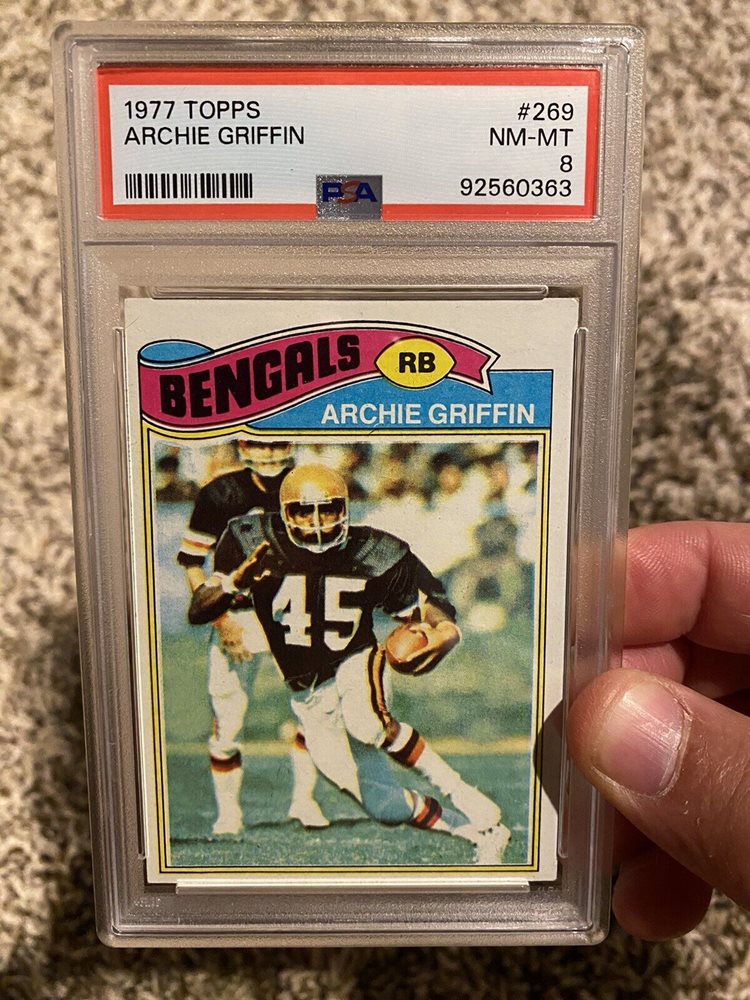 1977 TOPPS #269
ARCHIE GRIFFIN NM-MT
8
PSA 92560363
BENGALS RB
ARCHIE GRIFFIN
45